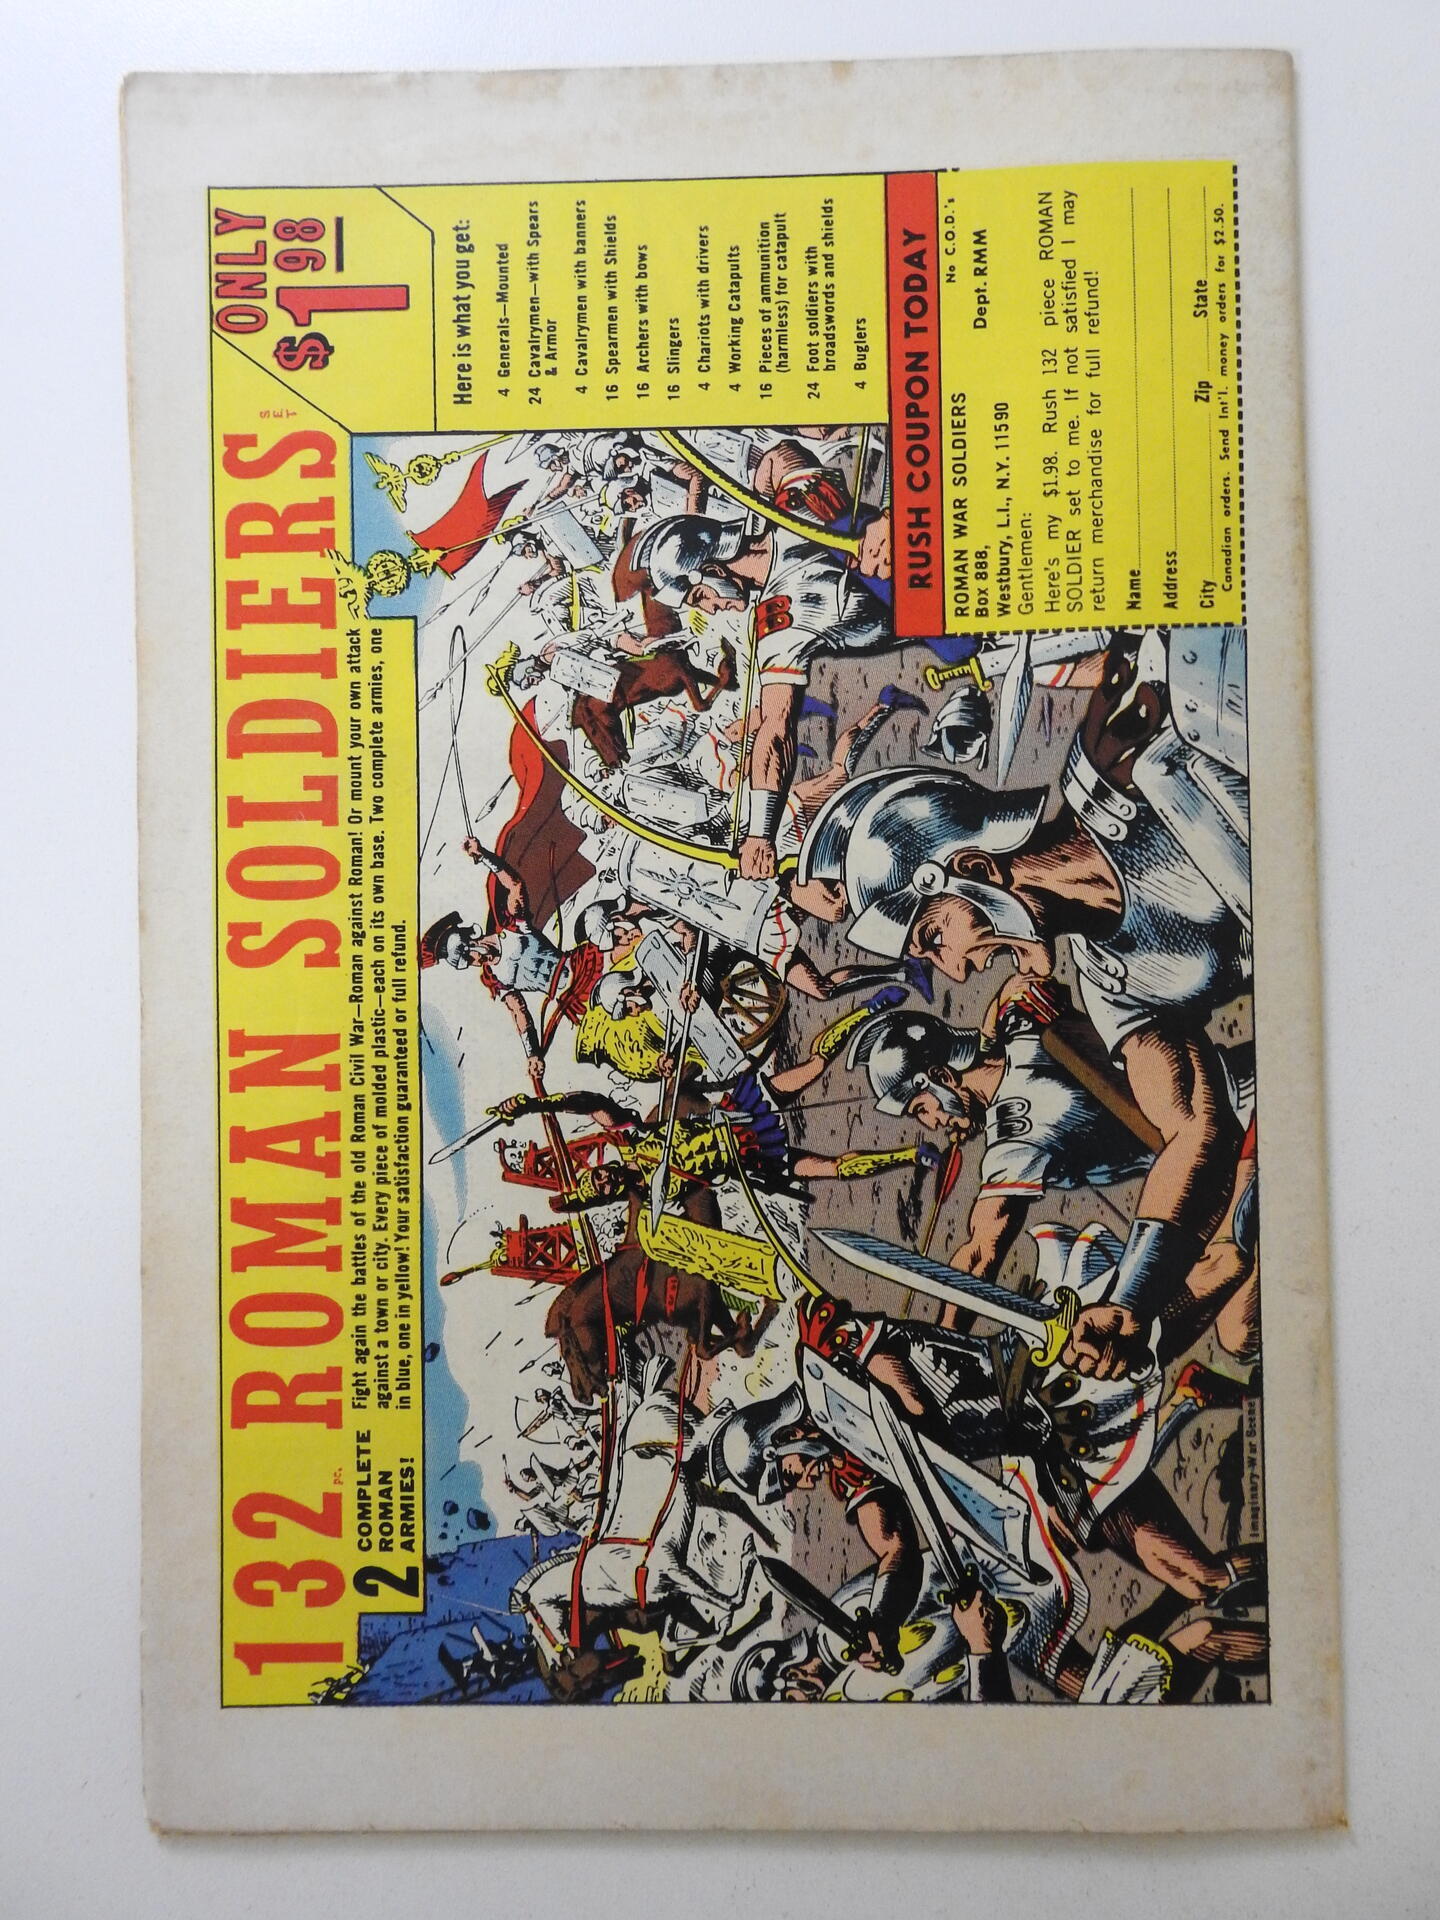 132 PC. ROMAN SOLDIERS SET
ONLY
$1.98
2 COMPLETE
ROMAN
ARMIES!
Fight again the battles of the old Roman Civil War—Roman against Roman! Or mount your own attack
against a town or city. Every piece of molded plastic—each on its own base. Two complete armies, one
in blue, one in yellow! Your satisfaction guaranteed or full refund.
Here is what you get:
4 Generals—Mounted
24 Cavalrymen—with Spears
& Armor
4 Cavalrymen with banners
16 Spearmen with Shields
16 Archers with bows
16 Slingers
4 Chariots with drivers
4 Working Catapults
16 Pieces of ammunition
(harmless) for catapult
24 Foot soldiers with
broadswords and shields
4 Buglers
RUSH COUPON TODAY
ROMAN WAR SOLDIERS No C.O.D.'s
Box 888, Dept. RMM
Westbury, L.I., N.Y. 11590
Gentlemen:
Here's my $1.98. Rush 132 piece ROMAN
SOLDIER set to me. If not satisfied I may
return merchandise for full refund!
Name
Address
City Zip State
Canadian orders. Send Int'l. money orders for $2.50.
Imaginary War Scene